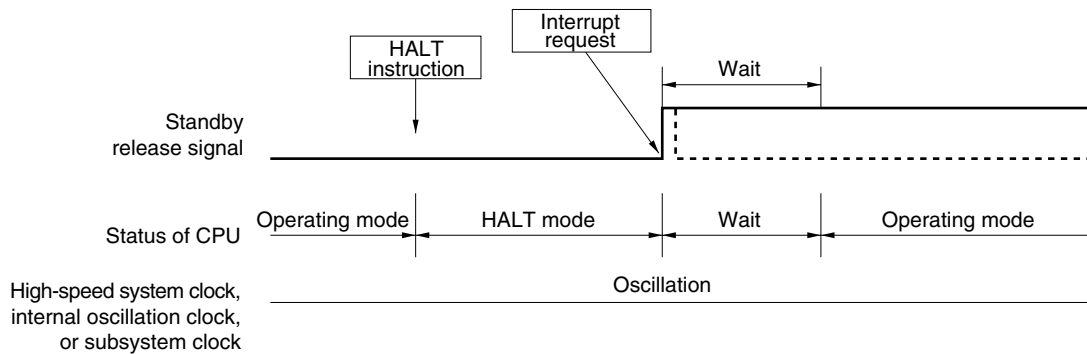 Interrupt
request
HALT
instruction
Wait
Standby
release signal
Status of CPU
Operating mode
HALT mode
Wait
Operating mode
High-speed system clock,
internal oscillation clock,
or subsystem clock
Oscillation